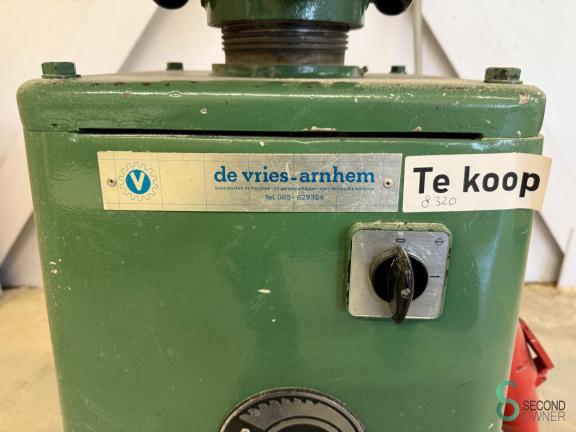 V
de vries-arnhem
Tel. 085-629324
Te koop
8320
SECOND
OWNER